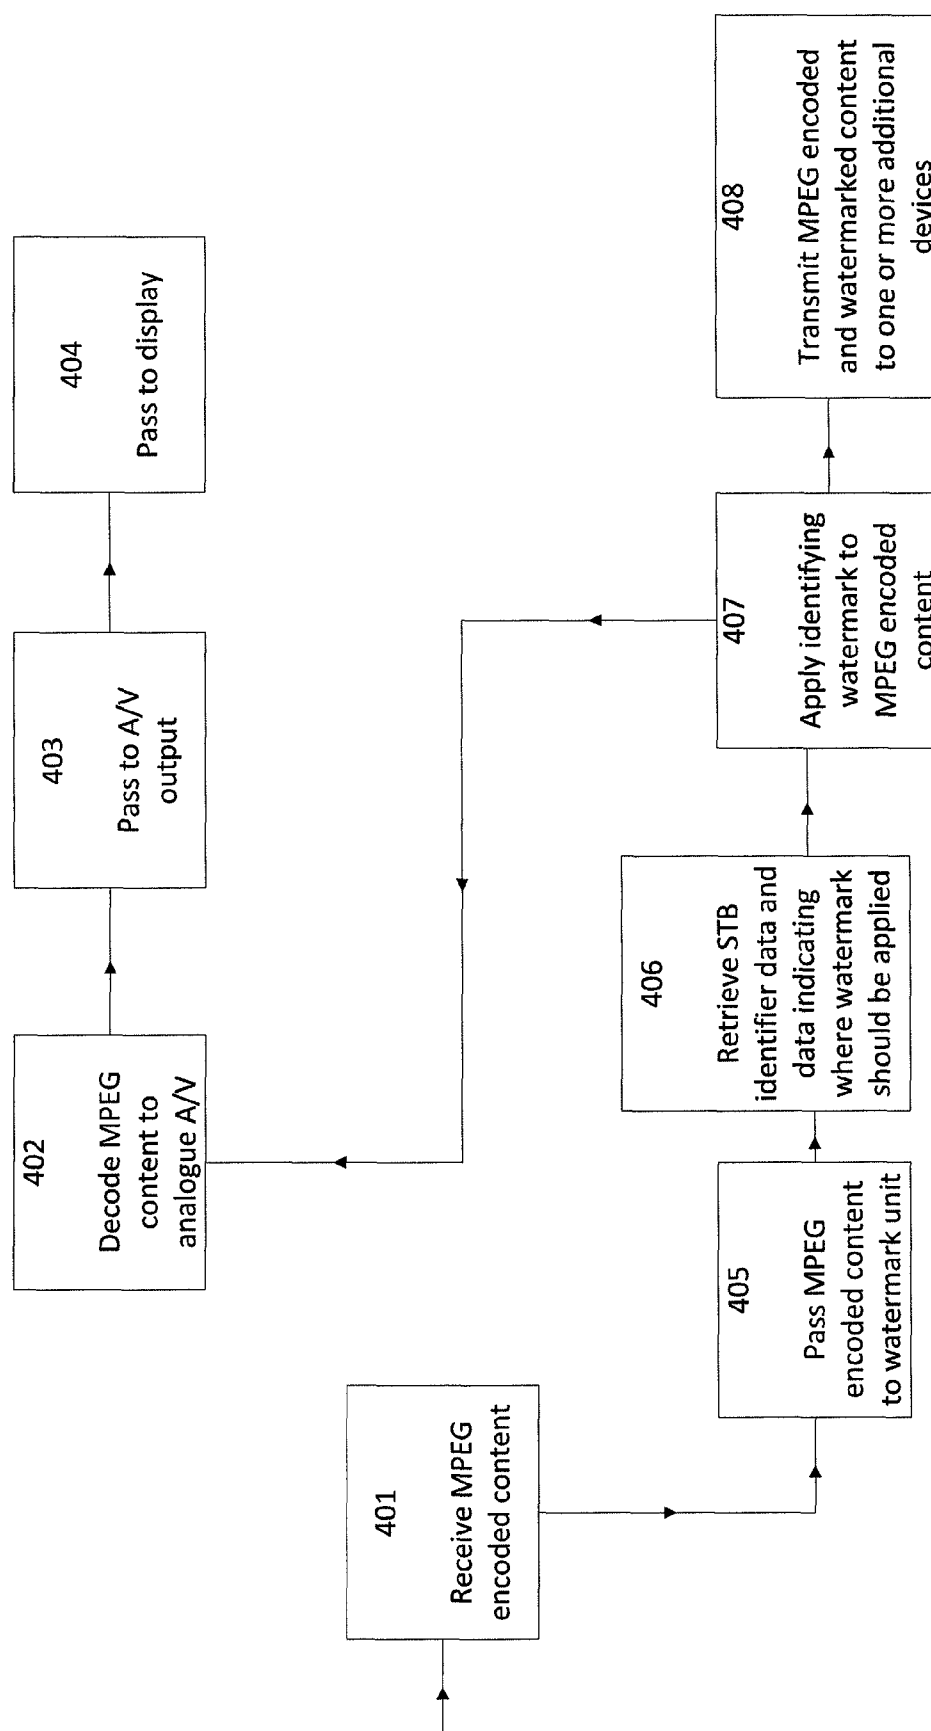 401
Receive MPEG
encoded content
402
Decode MPEG
content to
analogue A/V
403
Pass to A/V
output
404
Pass to display
405
Pass MPEG
encoded content
to watermark unit
406
Retrieve STB
identifier data and
data indicating
where watermark
should be applied
407
Apply identifying
watermark to
MPEG encoded
content
408
Transmit MPEG encoded
and watermarked content
to one or more additional
devices